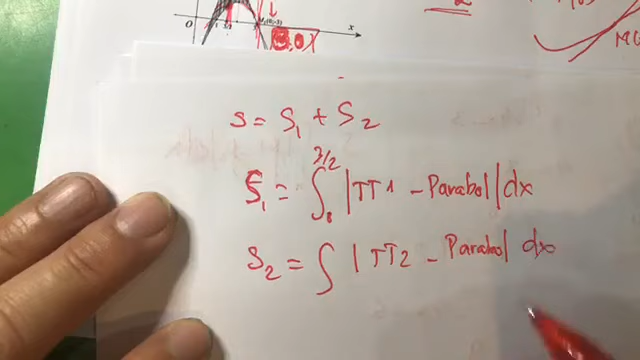 O x
S = S₁ + S₂
S₁ = ∫₀^{3/2} |TT1 - Parabol| dx
S₂ = ∫ |TT2 - Parabol| dx